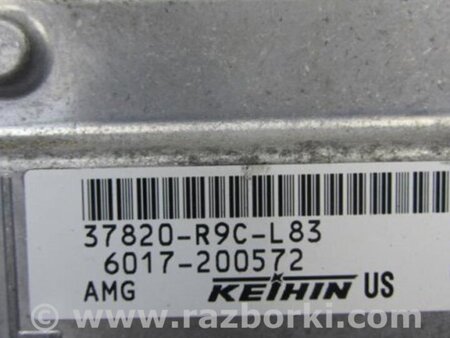 37820-R9C-L83
6017-200572
AMG KEIHIN US
© www.razborki.com